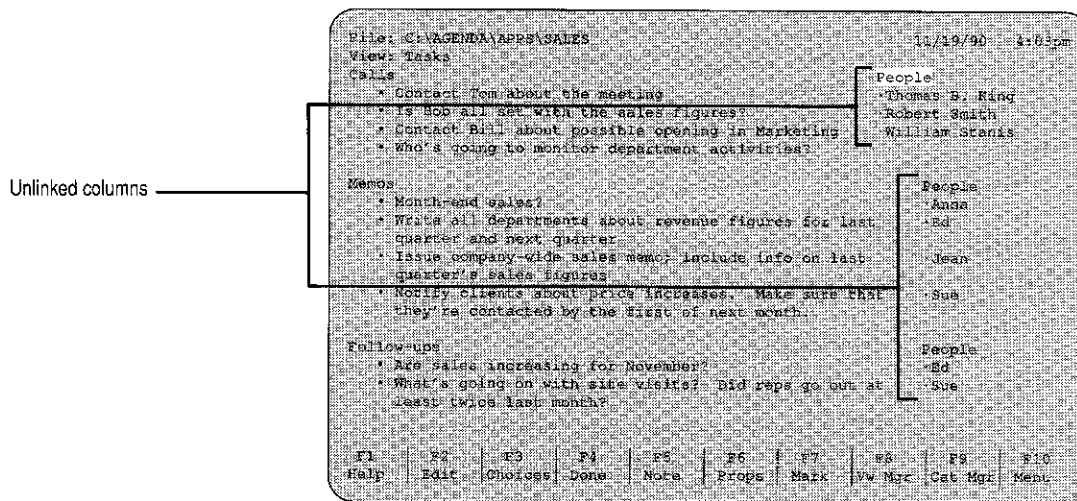 File: C:\AGENDA\APPS\SALES 11/19/90 4:03pm
View: Tasks
Calls People
• Contact Tom about the meeting ·Thomas B. King
• Is Bob all set with the sales figures? ·Robert Smith
• Contact Bill about possible opening in Marketing ·William Stanis
• Who's going to monitor department activities?
Unlinked columns
Memos People
• Month-end sales? ·Anna
• Write all departments about revenue figures for last ·Ed
quarter and next quarter
• Issue company-wide sales memo; include info on last ·Jean
quarter's sales figures
• Notify clients about price increases. Make sure that ·Sue
they're contacted by the first of next month.
Follow-ups People
• Are sales increasing for November? ·Ed
• What's going on with site visits? Did reps go out at ·Sue
least twice last month?
F1 F2 F3 F4 F5 F6 F7 F8 F9 F10
Help Edit Choices Done Note Props Mark Vw Mgr Cat Mgr Menu